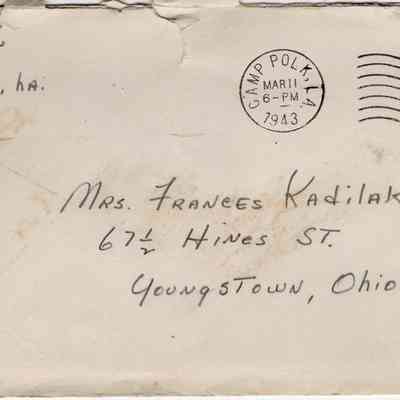 , La.
CAMP POLK, LA.
MAR 11
6-PM
1943
Mrs. Frances Kadilak
67½ Hines St.
Youngstown, Ohio